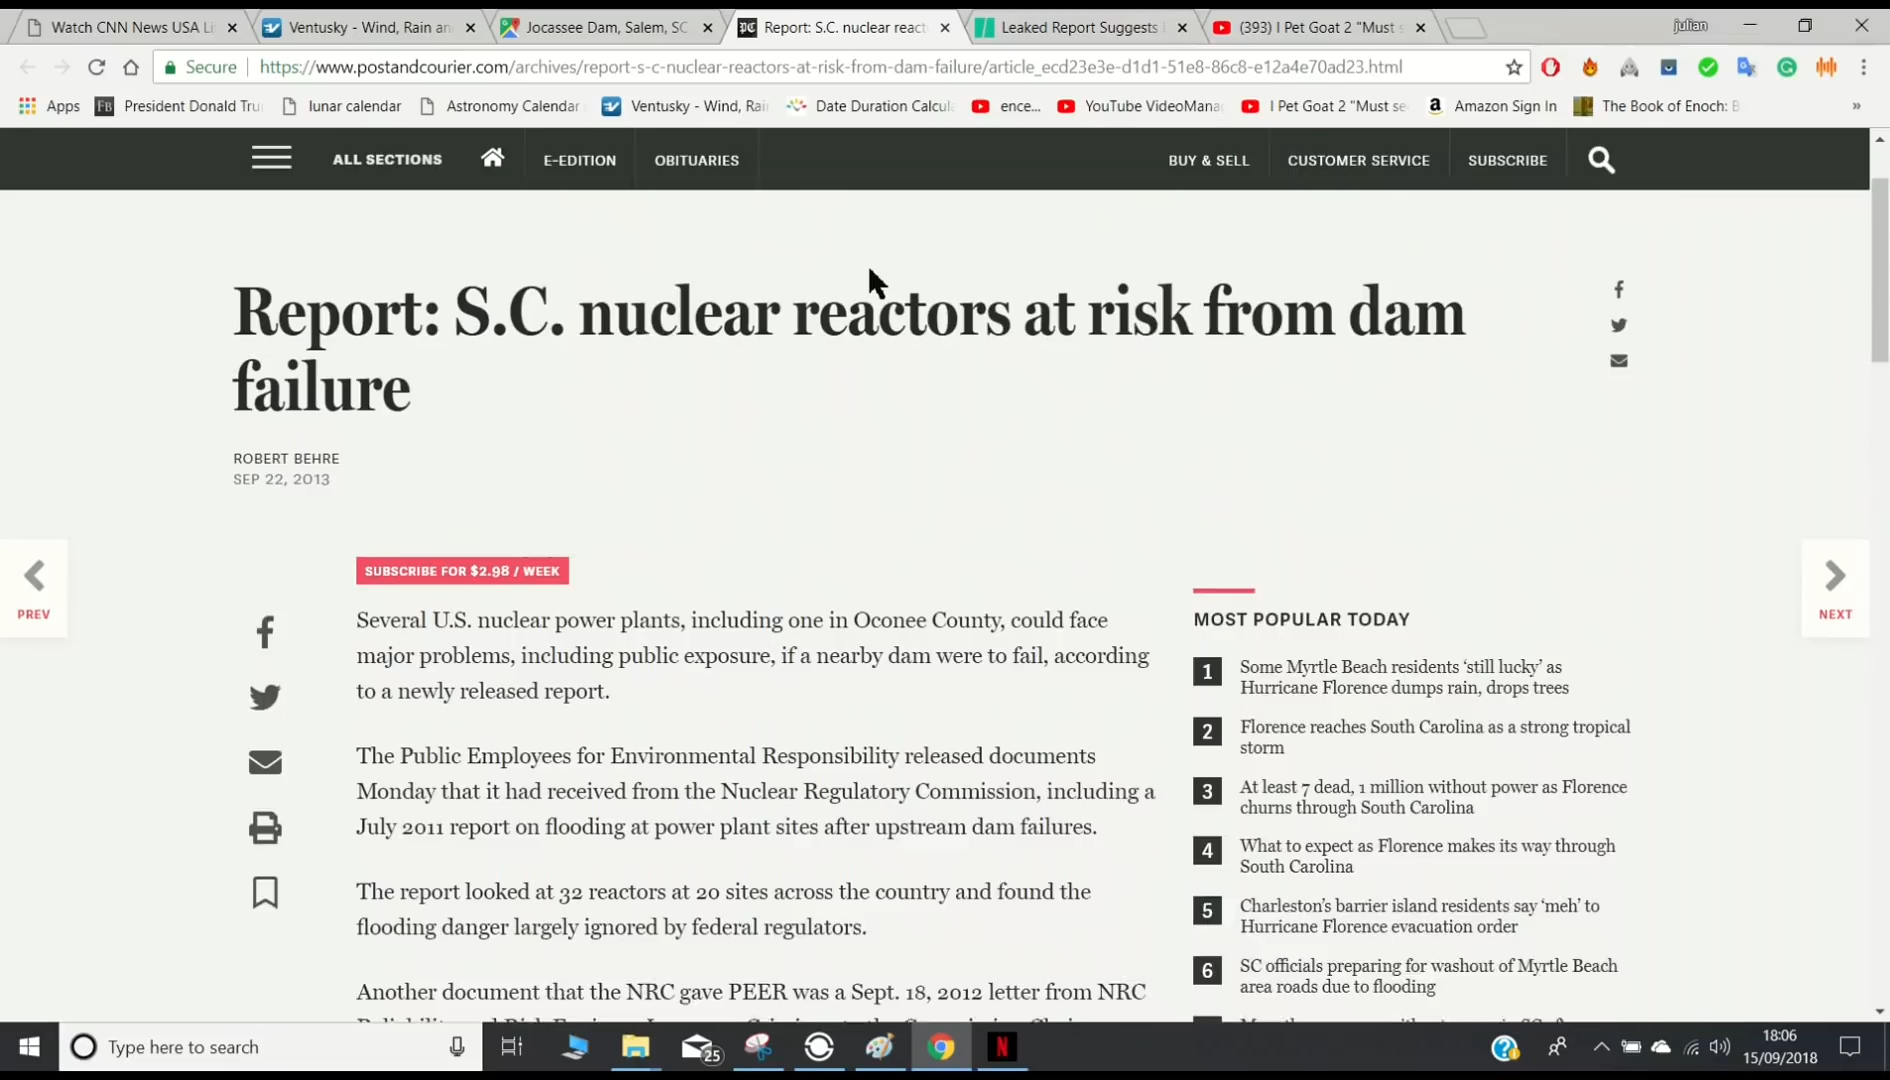 Watch CNN News USA Li
Ventusky - Wind, Rain an
Jocassee Dam, Salem, SC
Report: S.C. nuclear react
Leaked Report Suggests
(393) I Pet Goat 2 "Must s
julian
Secure
https://www.postandcourier.com/archives/report-s-c-nuclear-reactors-at-risk-from-dam-failure/article_ecd23e3e-d1d1-51e8-86c8-e12a4e70ad23.html
Apps
FB President Donald Tru
lunar calendar
Astronomy Calendar
Ventusky - Wind, Rai
Date Duration Calcul
ence...
YouTube VideoMana
I Pet Goat 2 "Must se
Amazon Sign In
The Book of Enoch: B
»
ALL SECTIONS
E-EDITION
OBITUARIES
BUY & SELL
CUSTOMER SERVICE
SUBSCRIBE
Report: S.C. nuclear reactors at risk from dam
failure
ROBERT BEHRE
SEP 22, 2013
PREV
NEXT
SUBSCRIBE FOR $2.98 / WEEK
Several U.S. nuclear power plants, including one in Oconee County, could face
major problems, including public exposure, if a nearby dam were to fail, according
to a newly released report.
The Public Employees for Environmental Responsibility released documents
Monday that it had received from the Nuclear Regulatory Commission, including a
July 2011 report on flooding at power plant sites after upstream dam failures.
The report looked at 32 reactors at 20 sites across the country and found the
flooding danger largely ignored by federal regulators.
Another document that the NRC gave PEER was a Sept. 18, 2012 letter from NRC
MOST POPULAR TODAY
1 Some Myrtle Beach residents 'still lucky' as
Hurricane Florence dumps rain, drops trees
2 Florence reaches South Carolina as a strong tropical
storm
3 At least 7 dead, 1 million without power as Florence
churns through South Carolina
4 What to expect as Florence makes its way through
South Carolina
5 Charleston's barrier island residents say 'meh' to
Hurricane Florence evacuation order
6 SC officials preparing for washout of Myrtle Beach
area roads due to flooding
Type here to search
25
N
18:06
15/09/2018